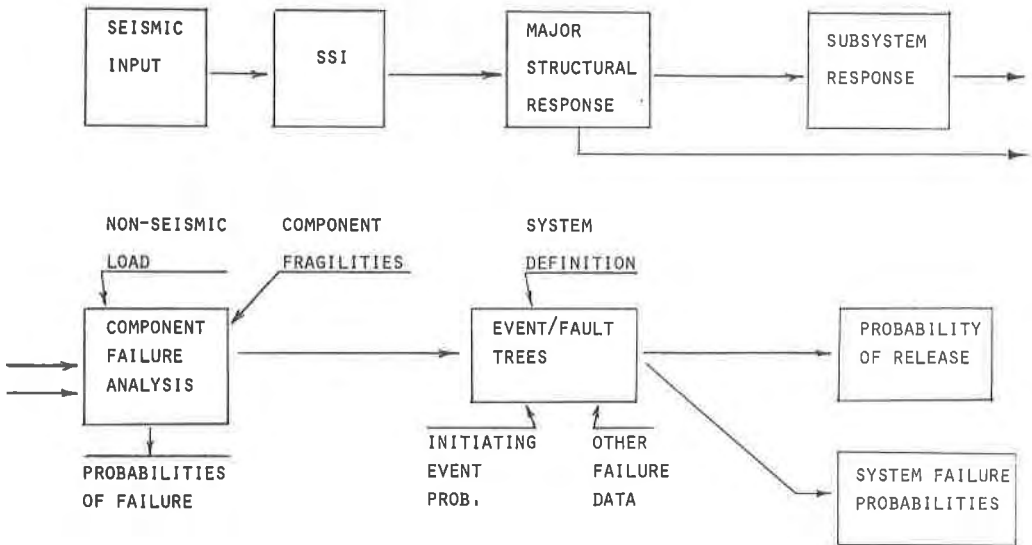 SEISMIC
INPUT
SSI
MAJOR
STRUCTURAL
RESPONSE
SUBSYSTEM
RESPONSE
NON-SEISMIC
LOAD
COMPONENT
FRAGILITIES
SYSTEM
DEFINITION
COMPONENT
FAILURE
ANALYSIS
EVENT/FAULT
TREES
PROBABILITY
OF RELEASE
PROBABILITIES
OF FAILURE
INITIATING
EVENT
PROB.
OTHER
FAILURE
DATA
SYSTEM FAILURE
PROBABILITIES